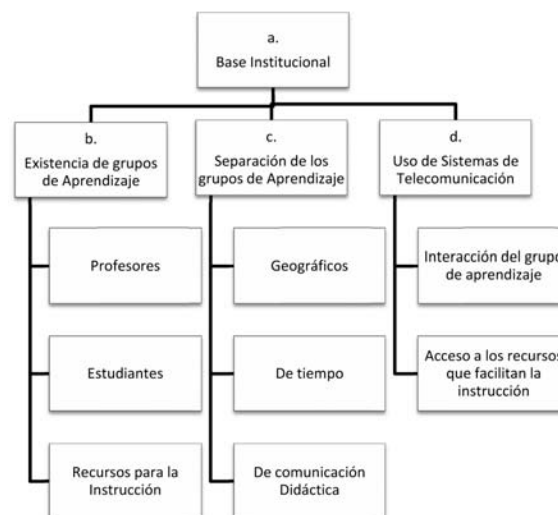 a.
Base Institucional
b.
Existencia de grupos
de Aprendizaje
c.
Separación de los
grupos de Aprendizaje
d.
Uso de Sistemas de
Telecomunicación
Profesores
Geográficos
Interacción del grupo
de aprendizaje
Estudiantes
De tiempo
Acceso a los recursos
que facilitan la
instrucción
Recursos para la
Instrucción
De comunicación
Didáctica